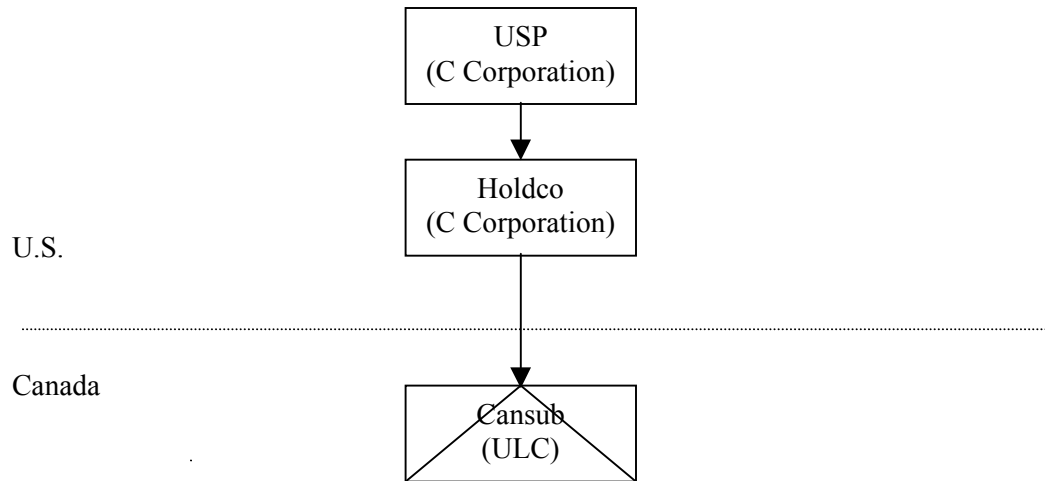 USP
(C Corporation)
Holdco
(C Corporation)
U.S.
Canada
Cansub
(ULC)